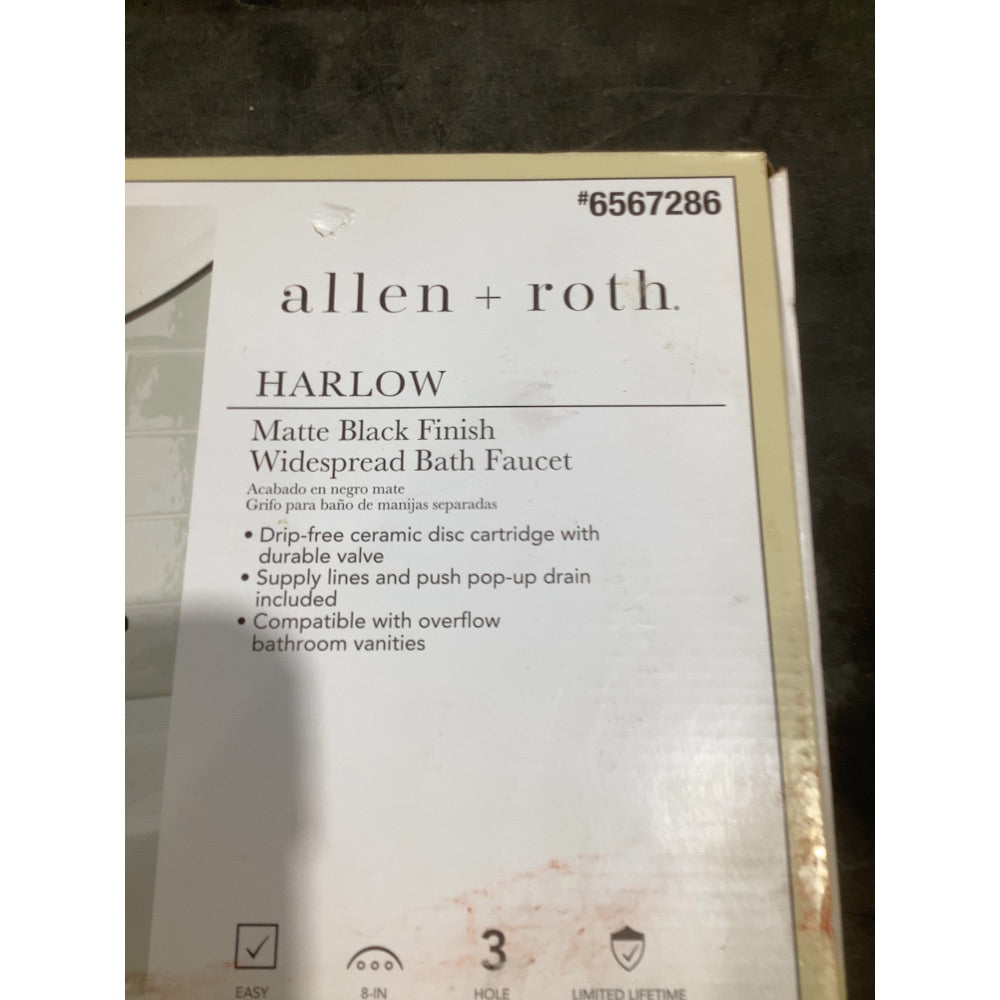 #6567286
allen + roth®
HARLOW
Matte Black Finish
Widespread Bath Faucet
Acabado en negro mate
Grifo para baño de manijas separadas
• Drip-free ceramic disc cartridge with
durable valve
• Supply lines and push pop-up drain
included
• Compatible with overflow
bathroom vanities
3
EASY 8-IN HOLE LIMITED LIFETIME